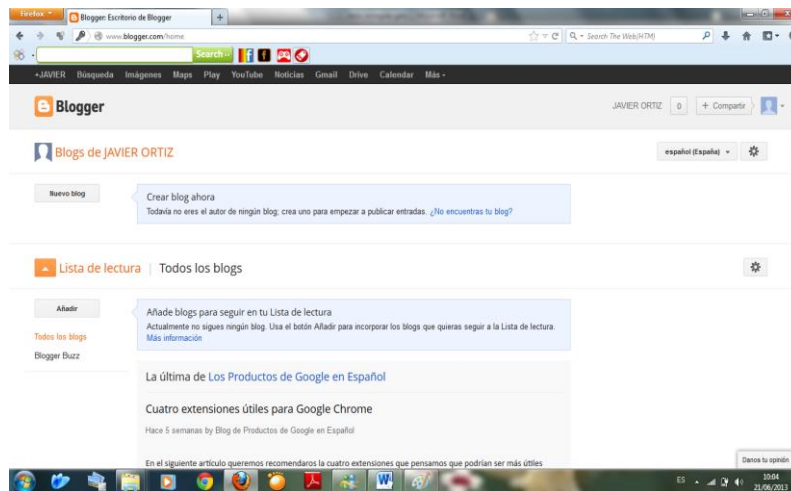 Firefox
Blogger: Escritorio de Blogger
www.blogger.com/home
Search the Web(HTM)
Search
+JAVIER Búsqueda Imágenes Maps Play YouTube Noticias Gmail Drive Calendar Más
Blogger
JAVIER ORTIZ 0 + Compartir
Blogs de JAVIER ORTIZ
español (España)
Nuevo blog
Crear blog ahora
Todavía no eres el autor de ningún blog; crea uno para empezar a publicar entradas. ¿No encuentras tu blog?
Lista de lectura | Todos los blogs
Añadir
Añade blogs para seguir en tu Lista de lectura
Actualmente no sigues ningún blog. Usa el botón Añadir para incorporar los blogs que quieras seguir a la Lista de lectura.
Más información
Todos los blogs
Blogger Buzz
La última de Los Productos de Google en Español
Cuatro extensiones útiles para Google Chrome
Hace 5 semanas by Blog de Productos de Google en Español
En el siguiente artículo queremos recomendaros la cuatro extensiones que pensamos que podrían ser más útiles
Danos tu opinión
ES 10:04
21/06/2013